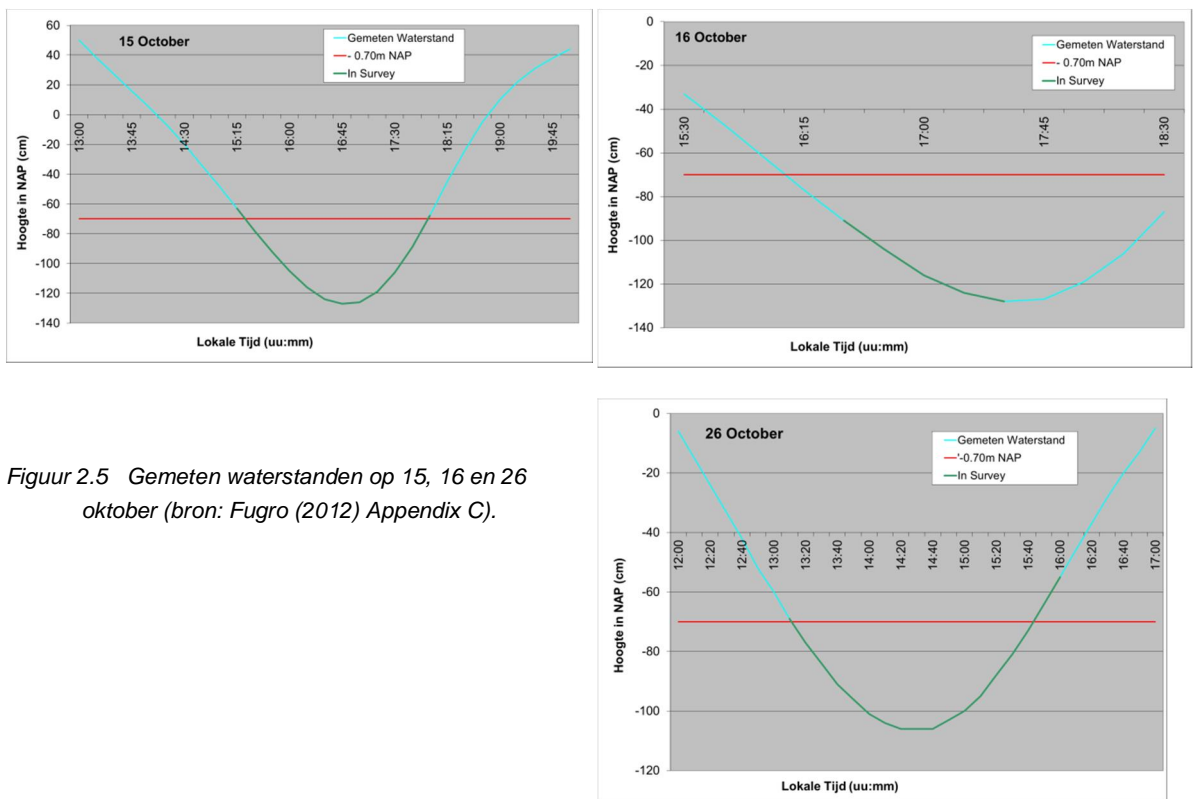 15 October
Gemeten Waterstand
- 0.70m NAP
In Survey
Hoogte in NAP (cm)
60
40
20
0
-20
-40
-60
-80
-100
-120
-140
13:00 13:45 14:30 15:15 16:00 16:45 17:30 18:15 19:00 19:45
Lokale Tijd (uu:mm)
16 October
Gemeten Waterstand
- 0.70m NAP
In Survey
Hoogte in NAP (cm)
0
-20
-40
-60
-80
-100
-120
-140
15:30 16:15 17:00 17:45 18:30
Lokale Tijd (uu:mm)
Figuur 2.5 Gemeten waterstanden op 15, 16 en 26
oktober (bron: Fugro (2012) Appendix C).
26 October
Gemeten Waterstand
'-0.70m NAP
In Survey
Hoogte in NAP (cm)
0
-20
-40
-60
-80
-100
-120
12:00 12:20 12:40 13:00 13:20 13:40 14:00 14:20 14:40 15:00 15:20 15:40 16:00 16:20 16:40 17:00
Lokale Tijd (uu:mm)